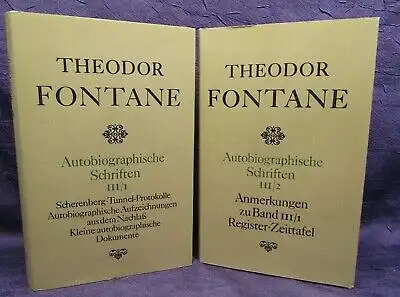 THEODOR
FONTANE
Autobiographische
Schriften
III/1
Scherenberg·Tunnel-Protokolle
Autobiographische Aufzeichnungen
aus dem Nachlaß
Kleine autobiographische
Dokumente
THEODOR
FONTANE
Autobiographische
Schriften
III/2
Anmerkungen
zu Band III/1
Register·Zeittafel